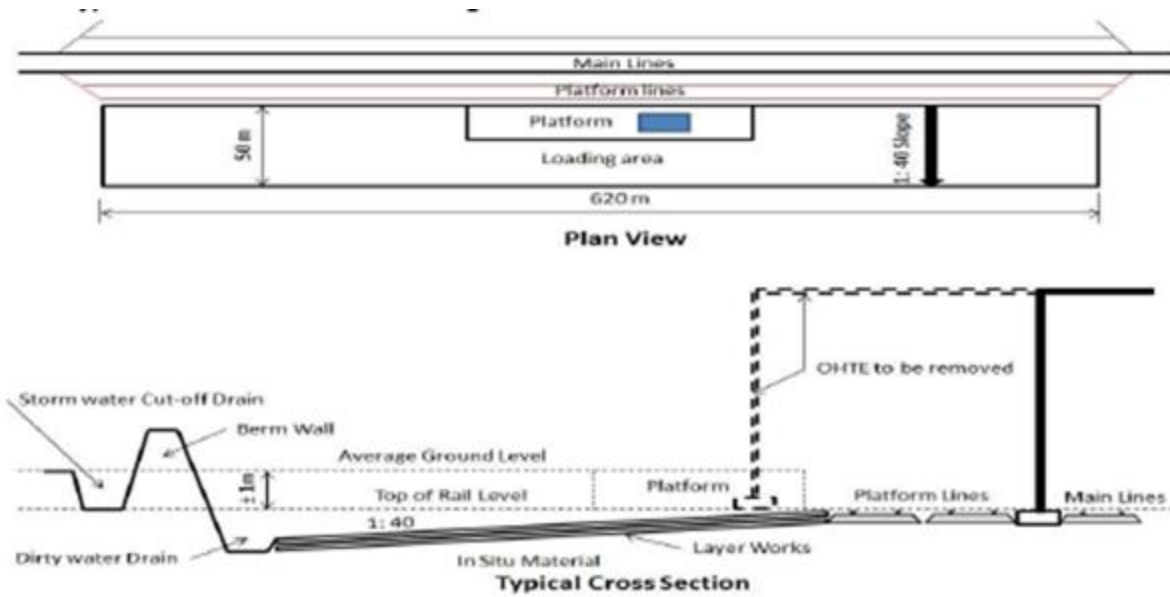 Main Lines
Platform lines
Platform
50 m
Loading area
1: 40 Slope
620 m
Plan View
OHTE to be removed
Storm water Cut-off Drain
Berm Wall
Average Ground Level
±1m
Top of Rail Level
Platform
Platform Lines
Main Lines
1: 40
Dirty water Drain
In Situ Material
Layer Works
Typical Cross Section